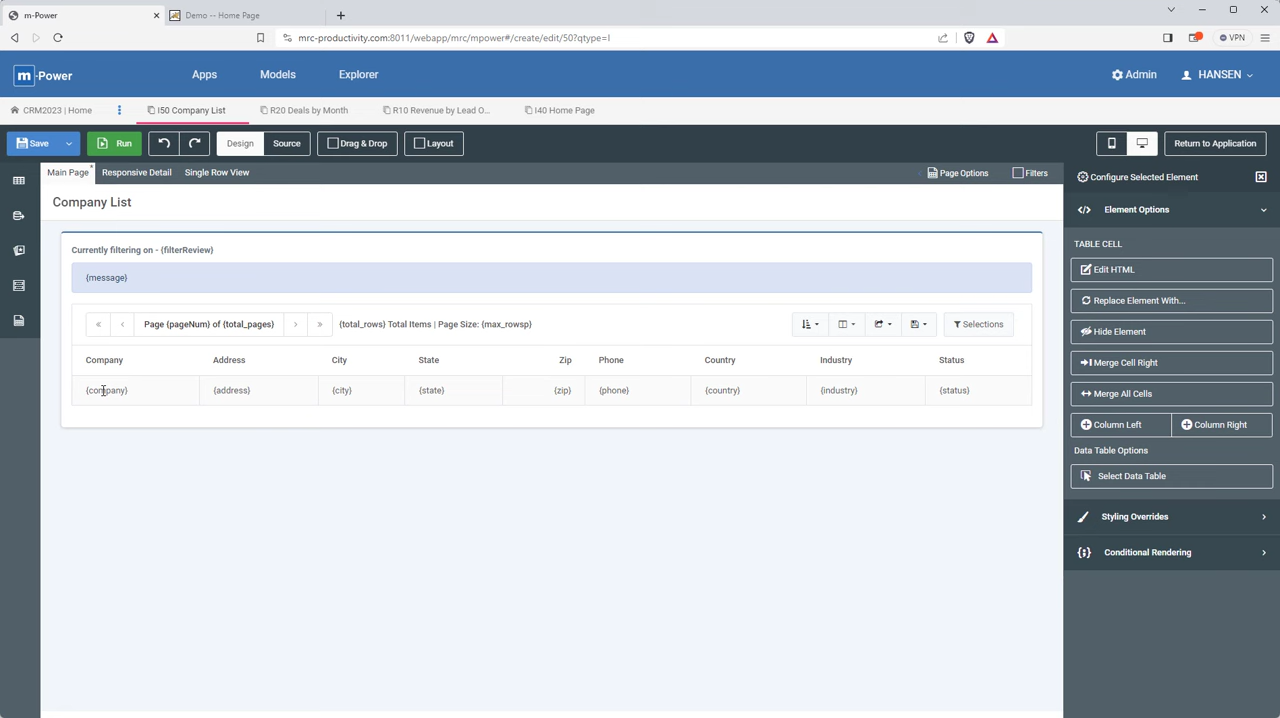 m-Power
Demo -- Home Page
mrc-productivity.com:8011/webapp/mrc/mpower#/create/edit/50?qtype=I
VPN
m-Power
Apps
Models
Explorer
Admin
HANSEN
CRM2023 | Home
I50 Company List
R20 Deals by Month
R10 Revenue by Lead O...
I40 Home Page
Save
Run
Design
Source
Drag & Drop
Layout
Return to Application
Main Page*
Responsive Detail
Single Row View
Page Options
Filters
Configure Selected Element
Company List
Element Options
Currently filtering on - {filterReview}
TABLE CELL
{message}
Edit HTML
Replace Element With...
Page {pageNum} of {total_pages}
{total_rows} Total Items | Page Size: {max_rowsp}
Selections
Hide Element
Company Address City State Zip Phone Country Industry Status
Merge Cell Right
{company} {address} {city} {state} {zip} {phone} {country} {industry} {status}
Merge All Cells
Column Left
Column Right
Data Table Options
Select Data Table
Styling Overrides
Conditional Rendering